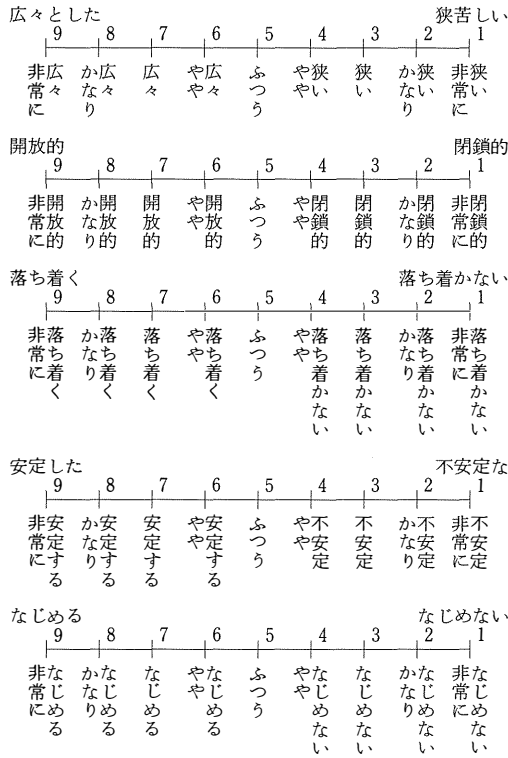 広々とした 狭苦しい
9 8 7 6 5 4 3 2 1
非常に広々
かなり広々
広々
やや広々
ふつう
やや狭い
狭い
かなり狭い
非常に狭い
開放的 閉鎖的
9 8 7 6 5 4 3 2 1
非常に開放的
かなり開放的
開放的
やや開放的
ふつう
やや閉鎖的
閉鎖的
かなり閉鎖的
非常に閉鎖的
落ち着く 落ち着かない
9 8 7 6 5 4 3 2 1
非常に落ち着く
かなり落ち着く
落ち着く
やや落ち着く
ふつう
やや落ち着かない
落ち着かない
かなり落ち着かない
非常に落ち着かない
安定した 不安定な
9 8 7 6 5 4 3 2 1
非常に安定する
かなり安定する
安定する
やや安定する
ふつう
やや不安定
不安定
かなり不安定
非常に不安定
なじめる なじめない
9 8 7 6 5 4 3 2 1
非常になじめる
かなりなじめる
なじめる
ややなじめる
ふつう
ややなじめない
なじめない
かなりなじめない
非常になじめない